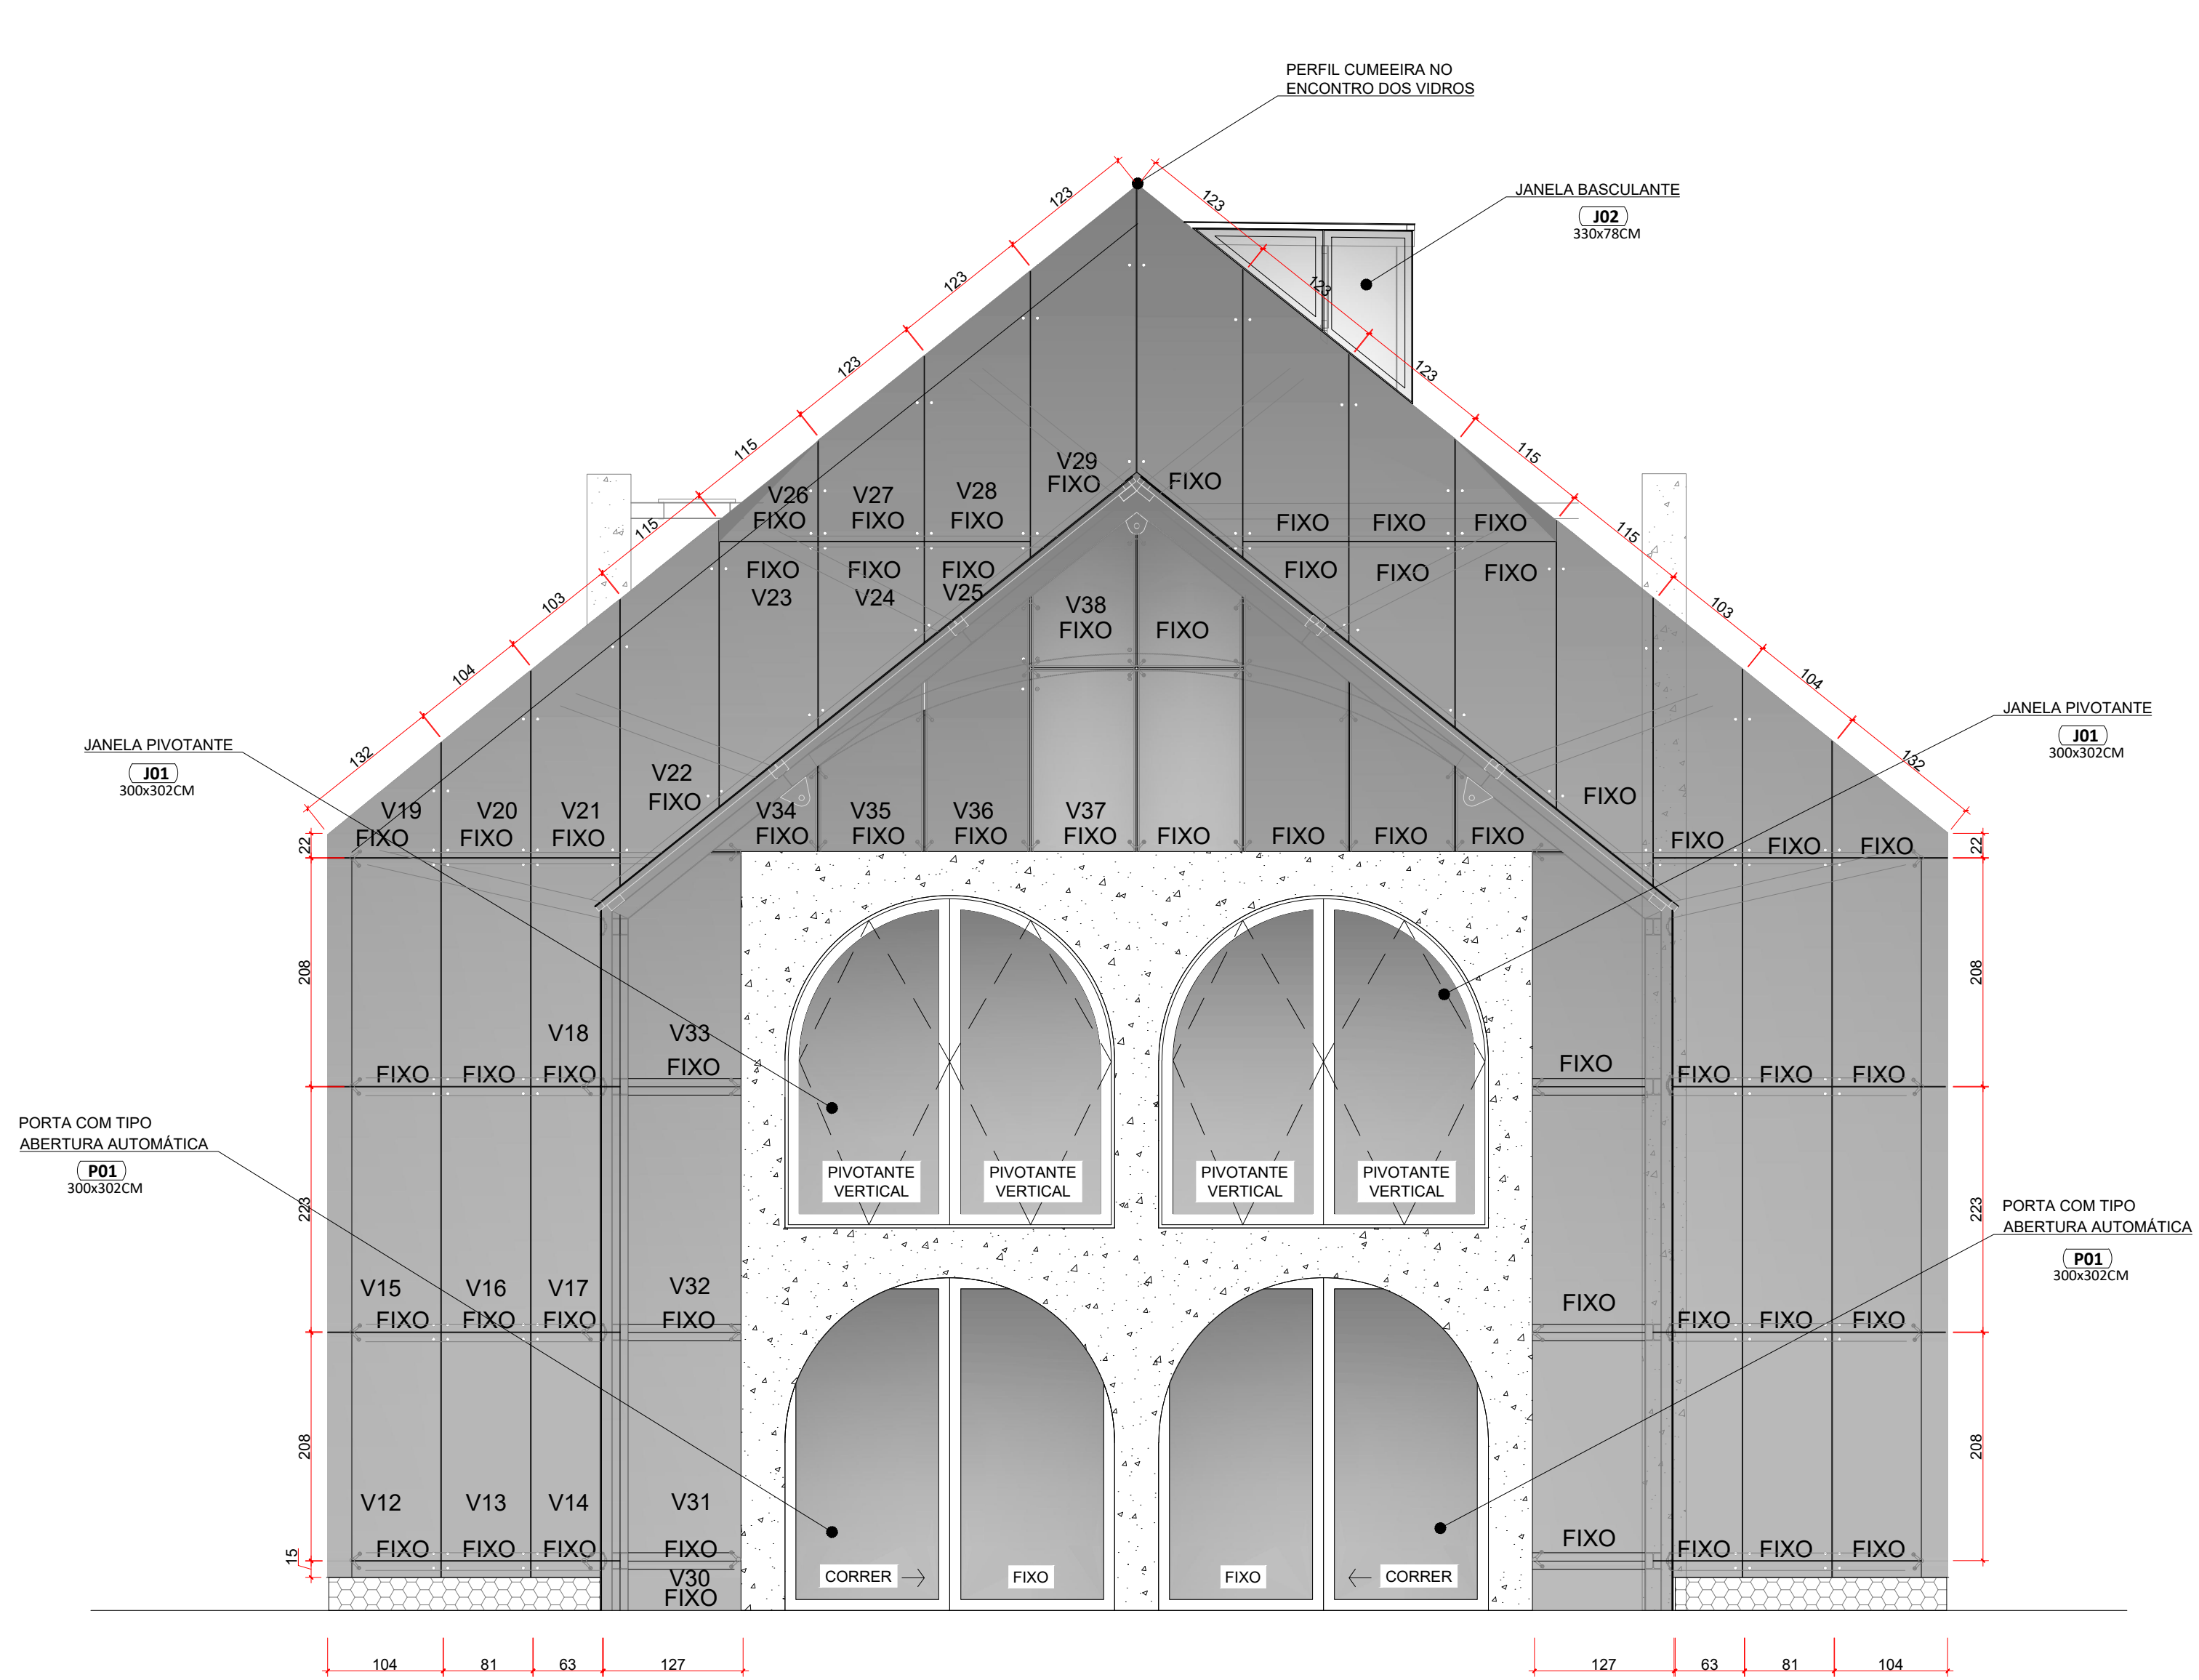 PERFIL CUMEEIRA NO
ENCONTRO DOS VIDROS
123
123
JANELA BASCULANTE
J02
330x78CM
123
123
123
123
115
115
115
115
103
103
104
104
132
132
V29
FIXO
FIXO
V26
V27
V28
FIXO
FIXO
FIXO
FIXO
FIXO
FIXO
FIXO
FIXO
FIXO
FIXO
FIXO
FIXO
V23
V24
V25
V38
FIXO
FIXO
JANELA PIVOTANTE
J01
300x302CM
JANELA PIVOTANTE
J01
300x302CM
V22
FIXO
FIXO
V19
V20
V21
V34
V35
V36
V37
FIXO
FIXO
FIXO
FIXO
FIXO
FIXO
FIXO
FIXO
FIXO
FIXO
FIXO
FIXO
FIXO
FIXO
22
22
208
208
V18
V33
FIXO
FIXO
FIXO
FIXO
FIXO
FIXO
FIXO
FIXO
PORTA COM TIPO
ABERTURA AUTOMÁTICA
P01
300x302CM
PIVOTANTE
VERTICAL
PIVOTANTE
VERTICAL
PIVOTANTE
VERTICAL
PIVOTANTE
VERTICAL
223
223
PORTA COM TIPO
ABERTURA AUTOMÁTICA
P01
300x302CM
V15
V16
V17
V32
FIXO
FIXO
FIXO
FIXO
FIXO
FIXO
FIXO
FIXO
208
208
V12
V13
V14
V31
FIXO
FIXO
FIXO
FIXO
FIXO
FIXO
FIXO
FIXO
15
V30
FIXO
CORRER
FIXO
FIXO
CORRER
104
81
63
127
127
63
81
104